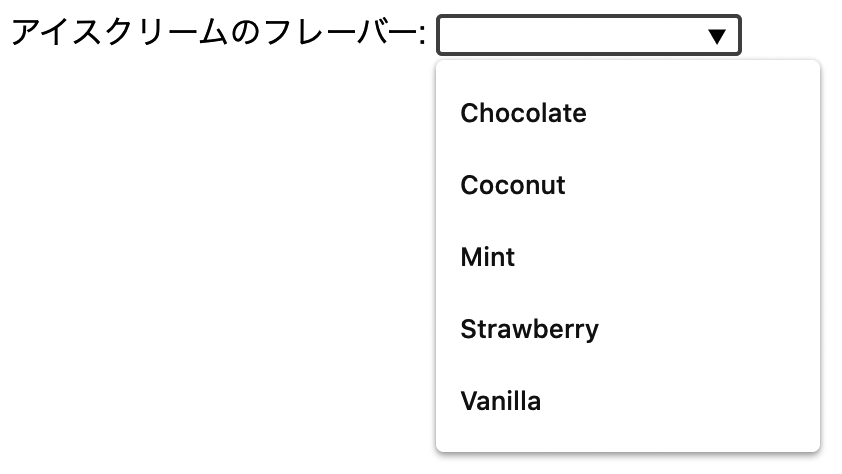 アイスクリームのフレーバー:
Chocolate
Coconut
Mint
Strawberry
Vanilla